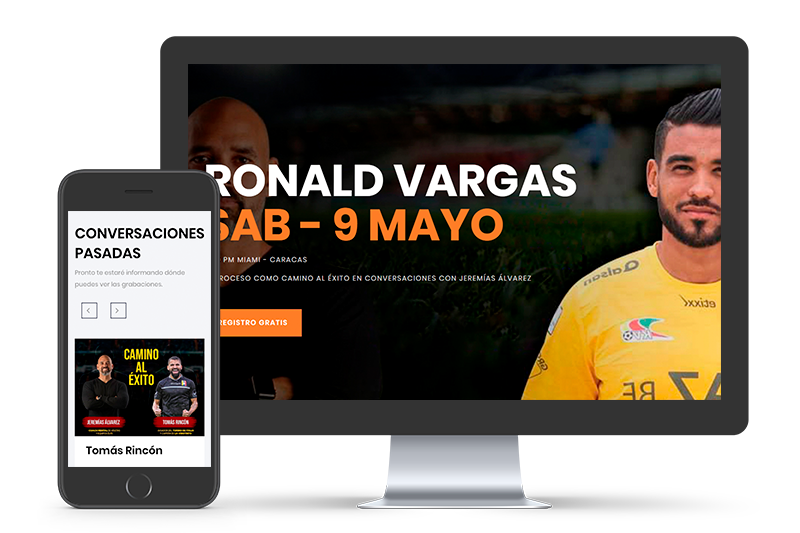 RONALD VARGAS
SAB - 9 MAYO
PM MIAMI - CARACAS
ROCESO COMO CAMINO AL ÉXITO EN CONVERSACIONES CON JEREMÍAS ÁLVAREZ
REGISTRO GRATIS
CONVERSACIONES
PASADAS
Pronto te estaré informando dónde
puedes ver las grabaciones.
CAMINO
AL
ÉXITO
JEREMÍAS ÁLVAREZ
TOMÁS RINCÓN
Tomás Rincón